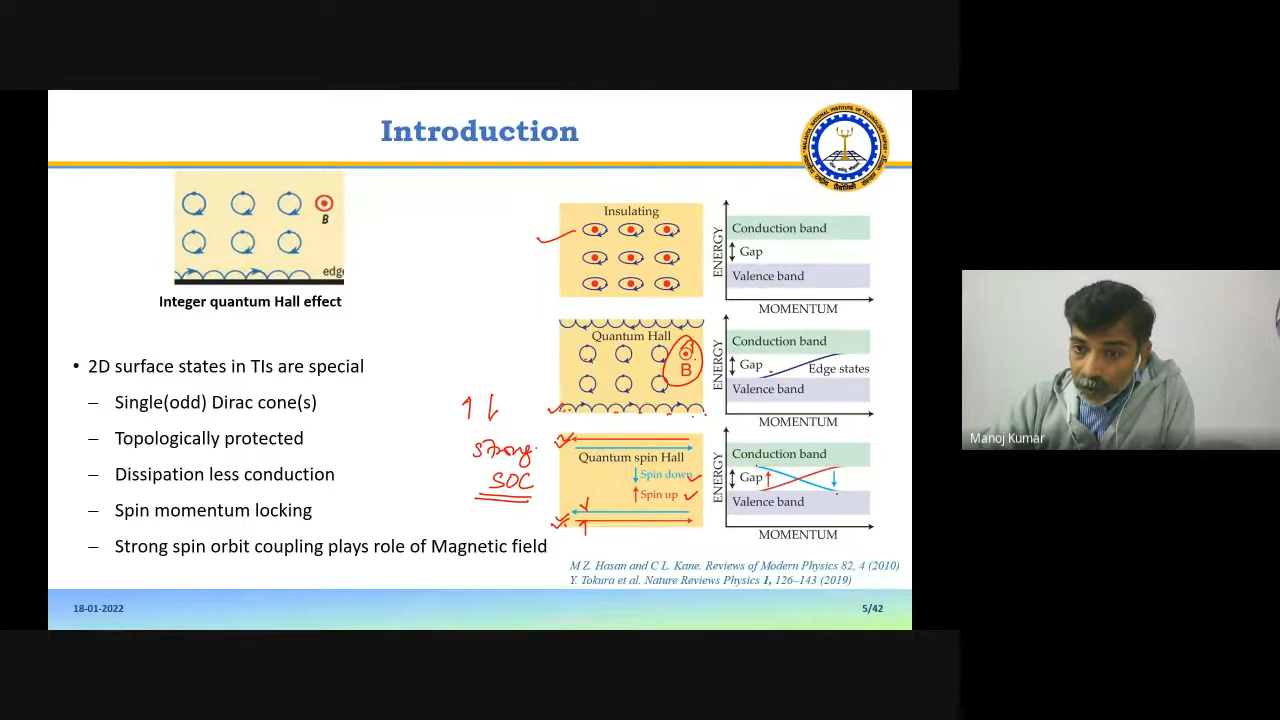 Introduction
B
edge
Integer quantum Hall effect
• 2D surface states in TIs are special
– Single(odd) Dirac cone(s)
– Topologically protected
– Dissipation less conduction
– Spin momentum locking
– Strong spin orbit coupling plays role of Magnetic field
strong
SOC
Insulating
ENERGY
Conduction band
Gap
Valence band
MOMENTUM
Quantum Hall
B
ENERGY
Conduction band
Gap
Edge states
Valence band
MOMENTUM
Quantum spin Hall
Spin down
Spin up
ENERGY
Conduction band
Gap
Valence band
MOMENTUM
M Z. Hasan and C L. Kane. Reviews of Modern Physics 82, 4 (2010)
Y. Tokura et al. Nature Reviews Physics 1, 126–143 (2019)
18-01-2022
5/42
Manoj Kumar